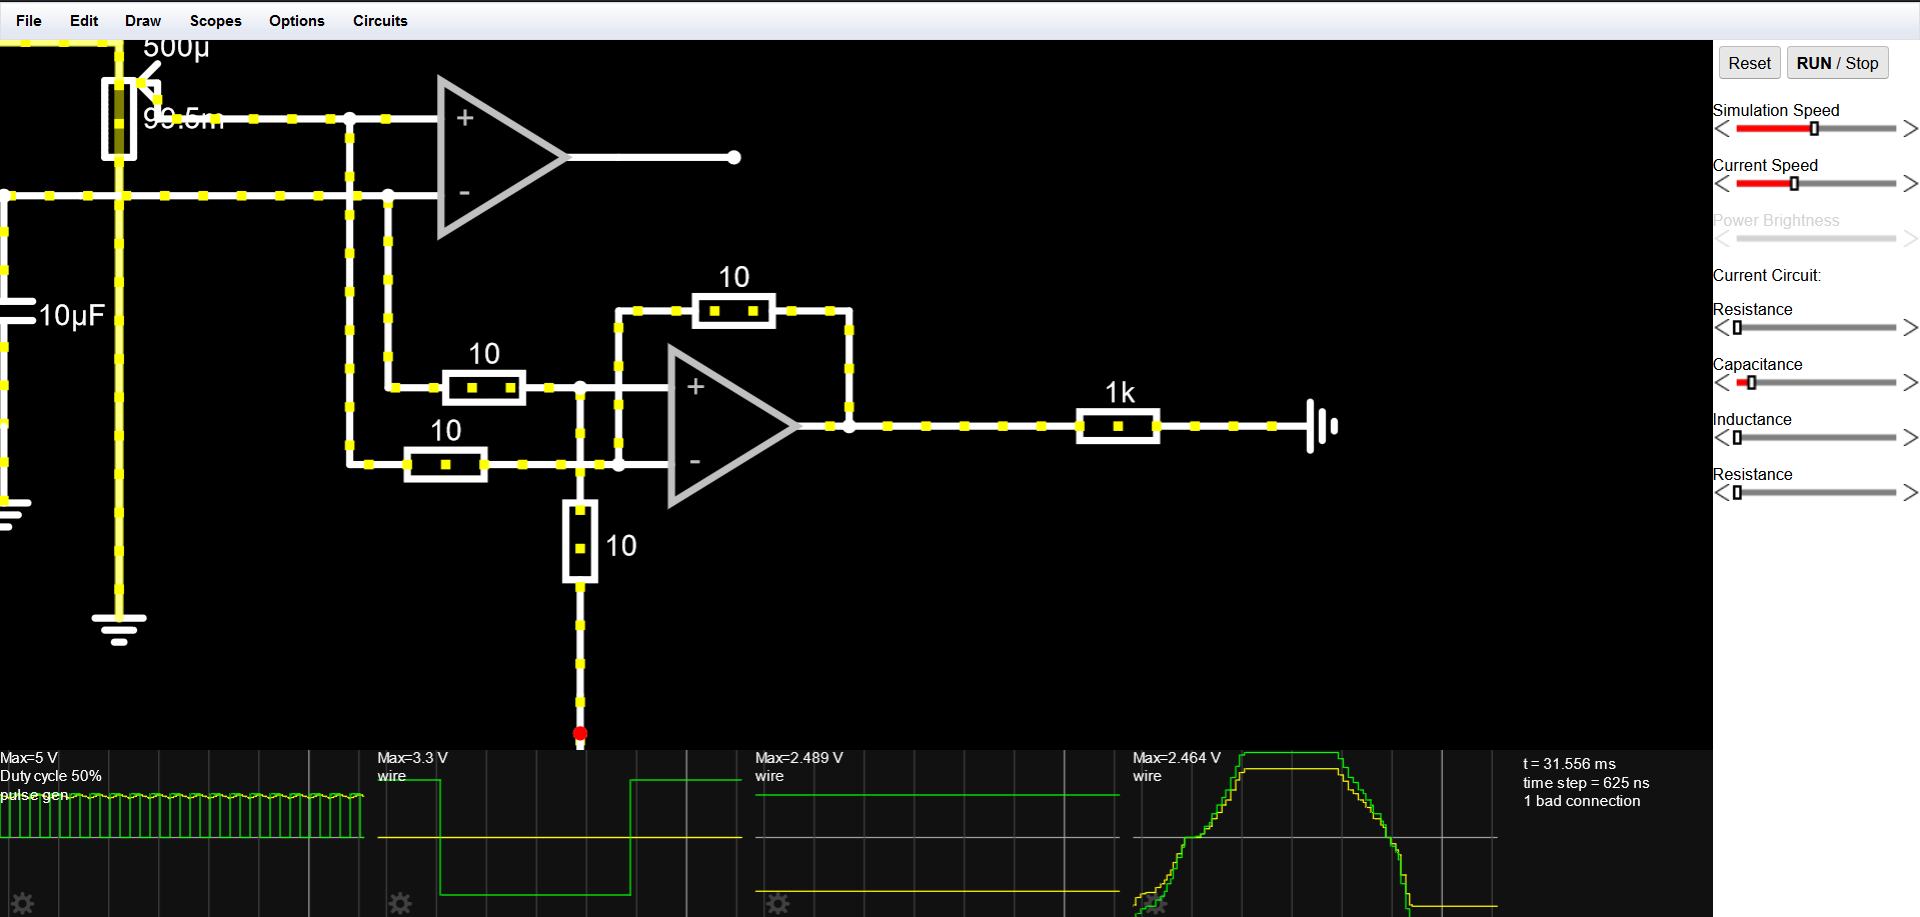 File Edit Draw Scopes Options Circuits
500µ
99.5m
+
-
10µF
10
10
10
10
+
-
1k
Reset
RUN / Stop
Simulation Speed
Current Speed
Power Brightness
Current Circuit:
Resistance
Capacitance
Inductance
Resistance
Max=5 V
Duty cycle 50%
pulse gen
Max=3.3 V
wire
Max=2.489 V
wire
Max=2.464 V
wire
t = 31.556 ms
time step = 625 ns
1 bad connection